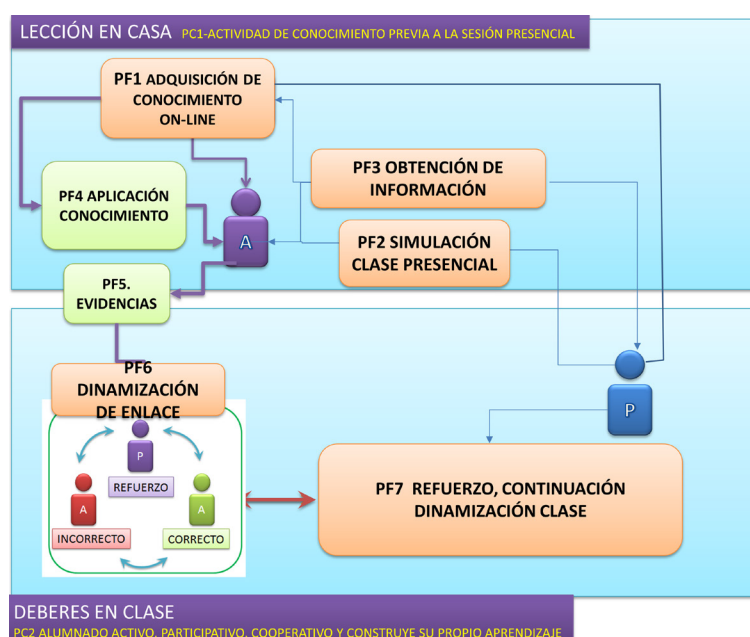 LECCIÓN EN CASA PC1-ACTIVIDAD DE CONOCIMIENTO PREVIA A LA SESIÓN PRESENCIAL
PF1 ADQUISICIÓN DE
CONOCIMIENTO
ON-LINE
PF3 OBTENCIÓN DE
INFORMACIÓN
PF4 APLICACIÓN
CONOCIMIENTO
A
PF2 SIMULACIÓN
CLASE PRESENCIAL
PF5.
EVIDENCIAS
PF6
DINAMIZACIÓN
DE ENLACE
P
P
REFUERZO
A
A
INCORRECTO
CORRECTO
PF7 REFUERZO, CONTINUACIÓN
DINAMIZACIÓN CLASE
DEBERES EN CLASE
PC2 ALUMNADO ACTIVO, PARTICIPATIVO, COOPERATIVO Y CONSTRUYE SU PROPIO APRENDIZAJE